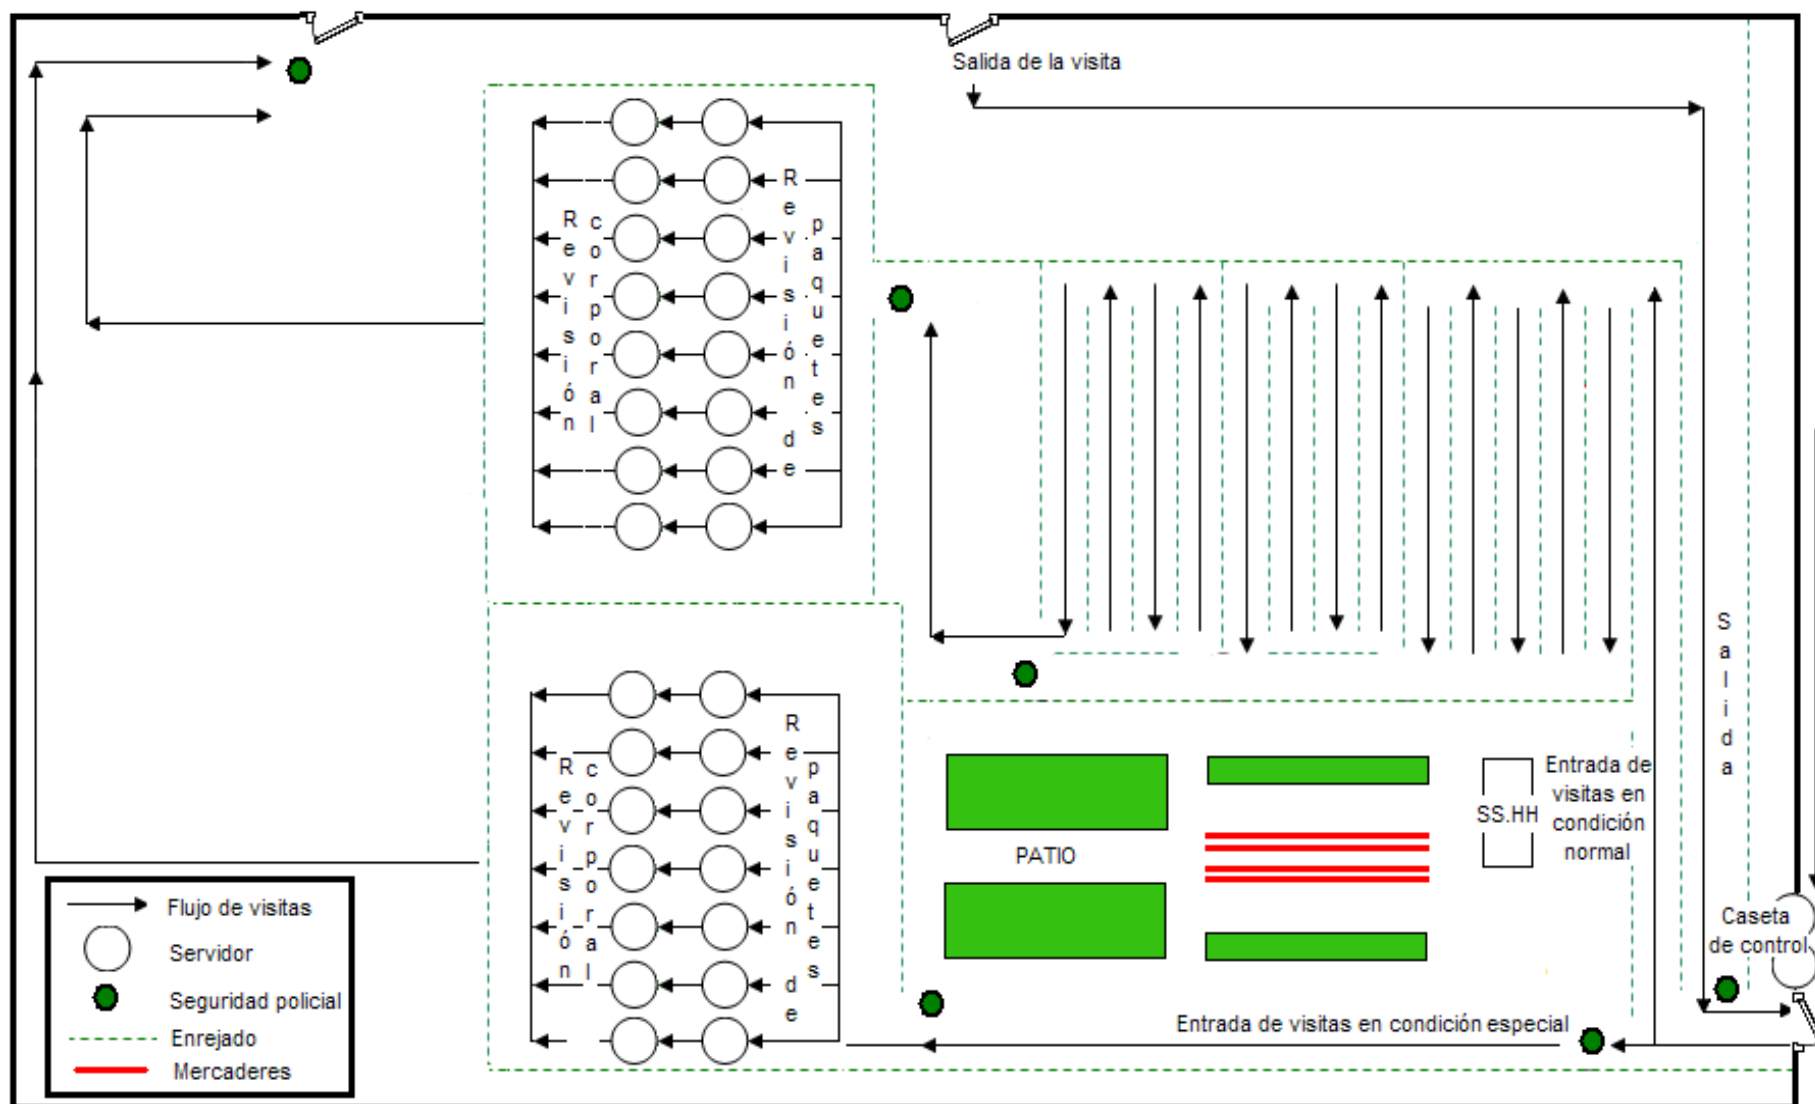 Salida de la visita
Revisión de
paquetes
Revisión
corporal
Salida
Revisión de
paquetes
Revisión
corporal
PATIO
SS.HH
Entrada de
visitas en
condición
normal
Caseta
de control
Entrada de visitas en condición especial
Flujo de visitas
Servidor
Seguridad policial
Enrejado
Mercaderes